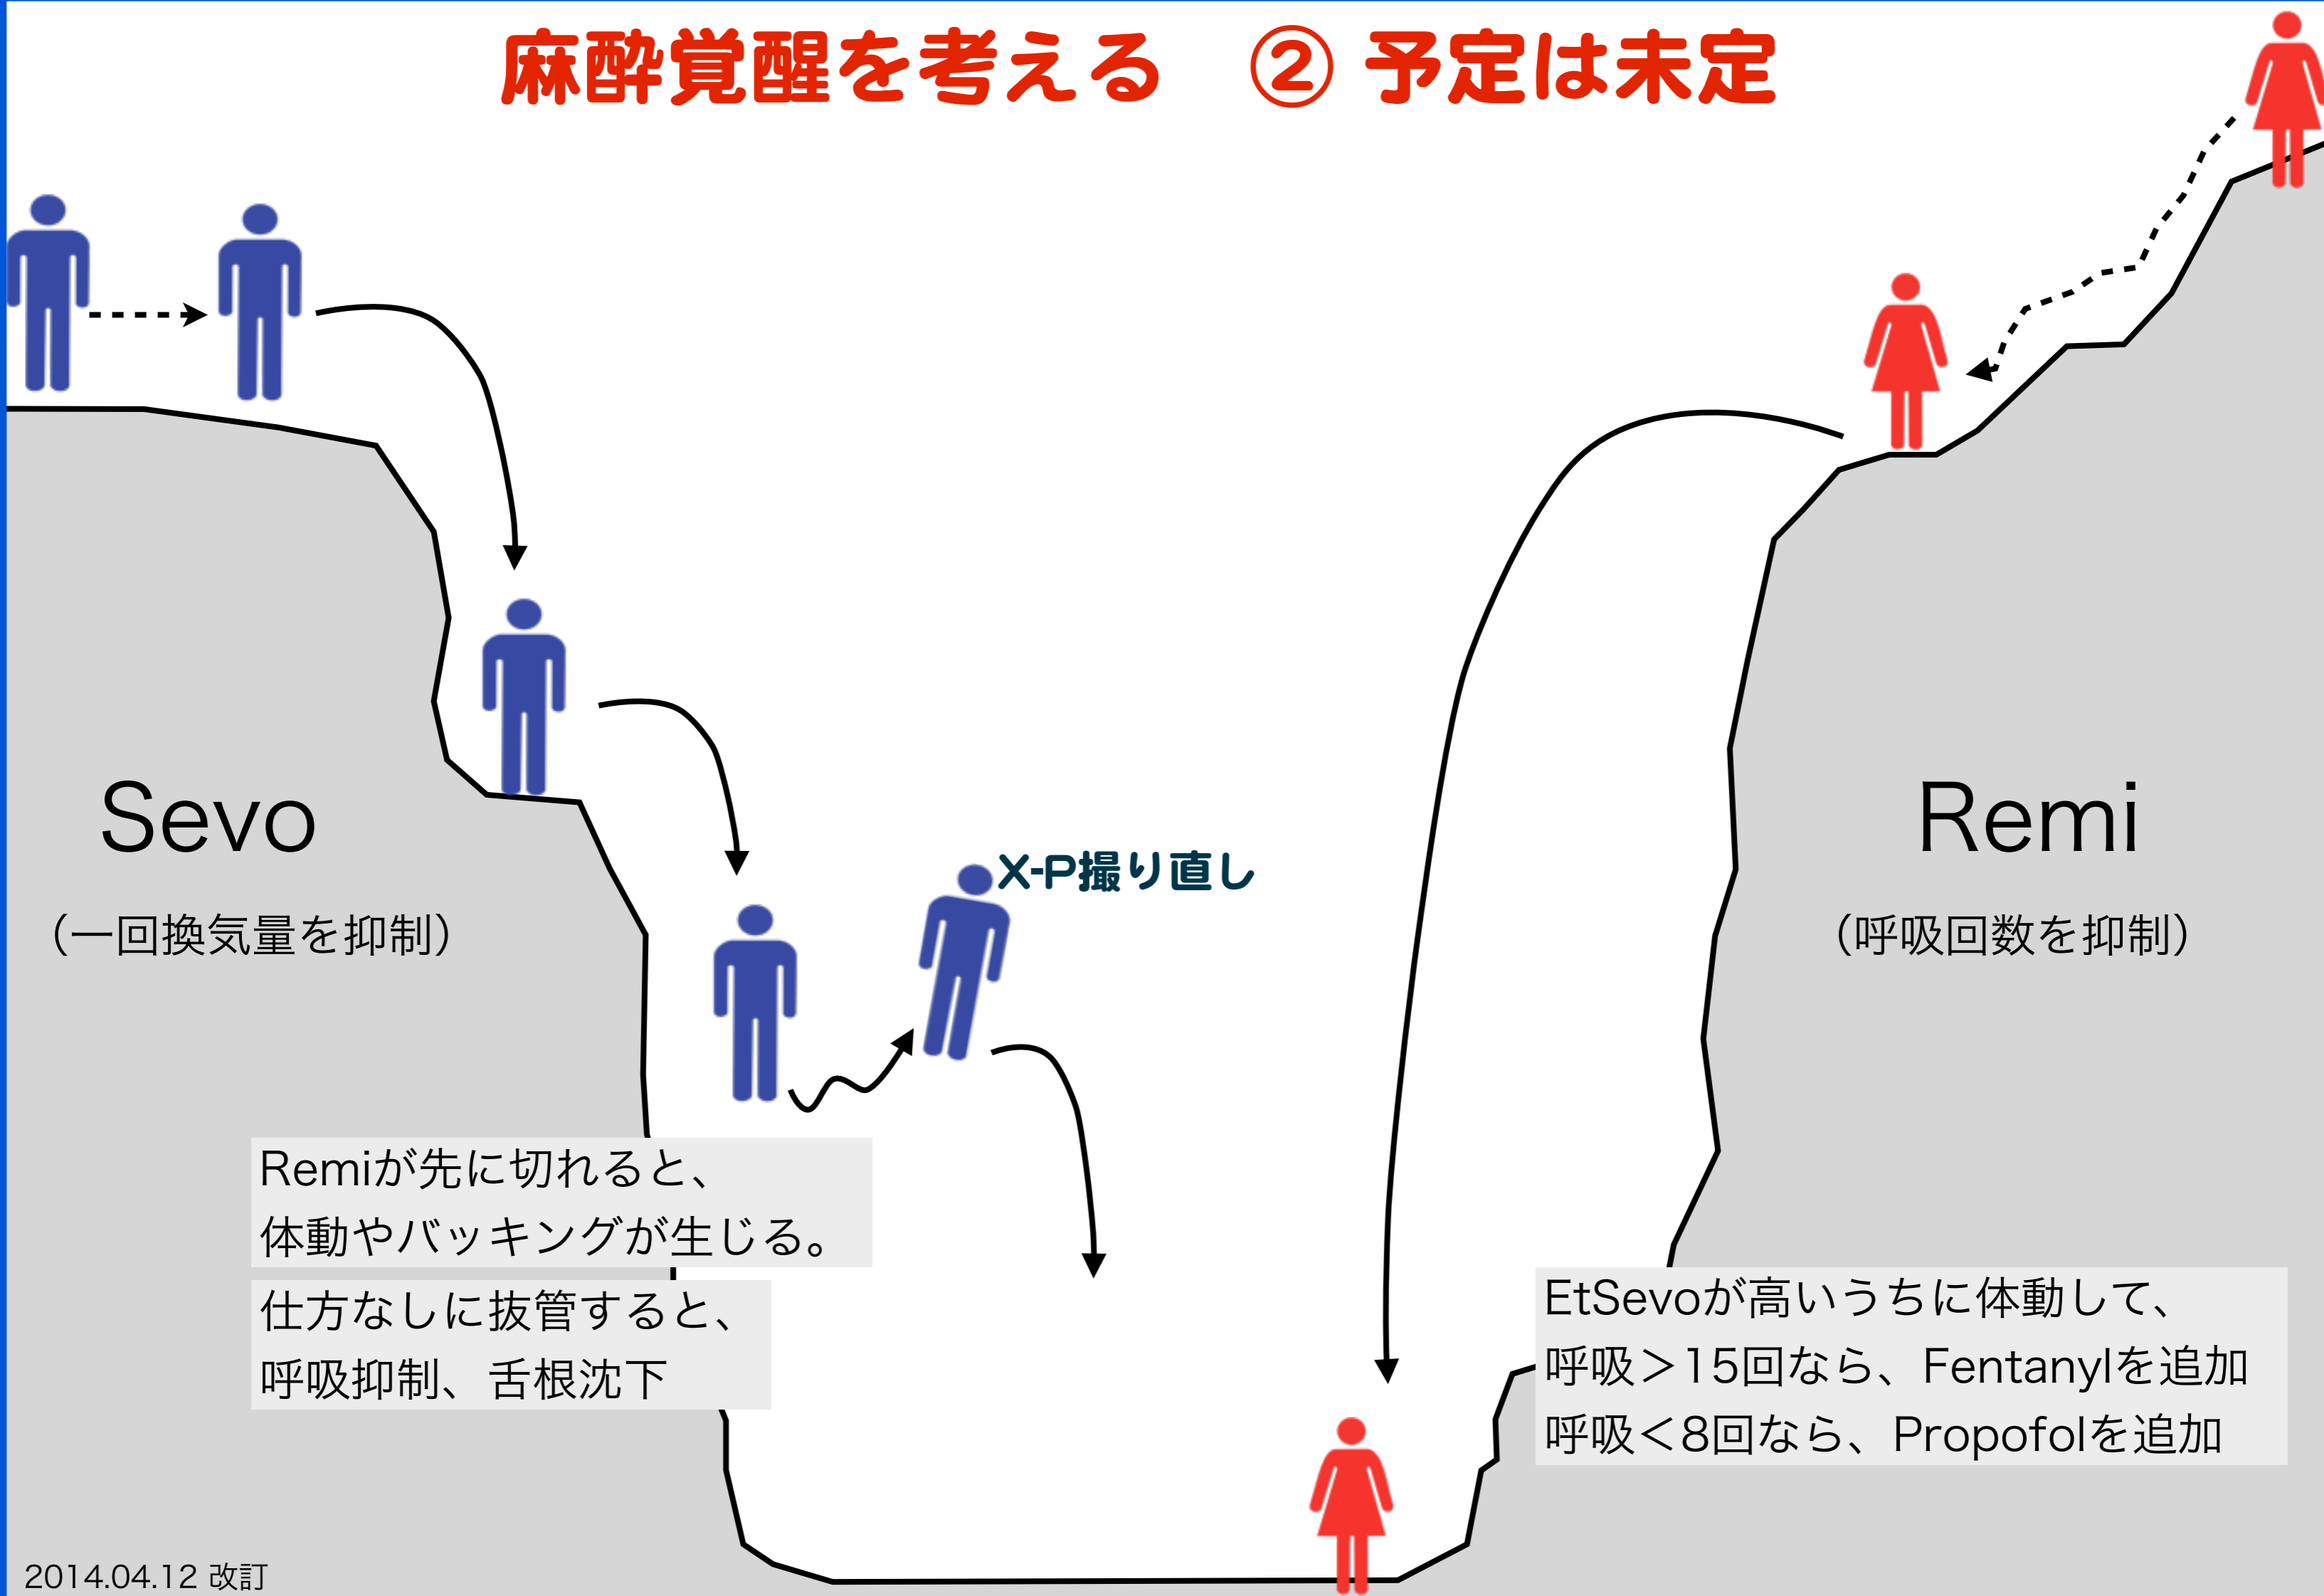 麻酔覚醒を考える　② 予定は未定
Sevo
（一回換気量を抑制）
X-P撮り直し
Remi
（呼吸回数を抑制）
Remiが先に切れると、
体動やバッキングが生じる。
仕方なしに抜管すると、
呼吸抑制、舌根沈下
EtSevoが高いうちに体動して、
呼吸＞15回なら、Fentanylを追加
呼吸＜8回なら、Propofolを追加
2014.04.12 改訂